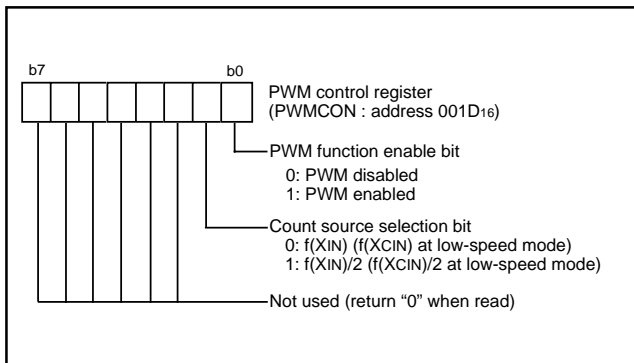 b7 b0
PWM control register
(PWMCON : address 001D16)
PWM function enable bit
0: PWM disabled
1: PWM enabled
Count source selection bit
0: f(XIN) (f(XCIN) at low-speed mode)
1: f(XIN)/2 (f(XCIN)/2 at low-speed mode)
Not used (return “0” when read)